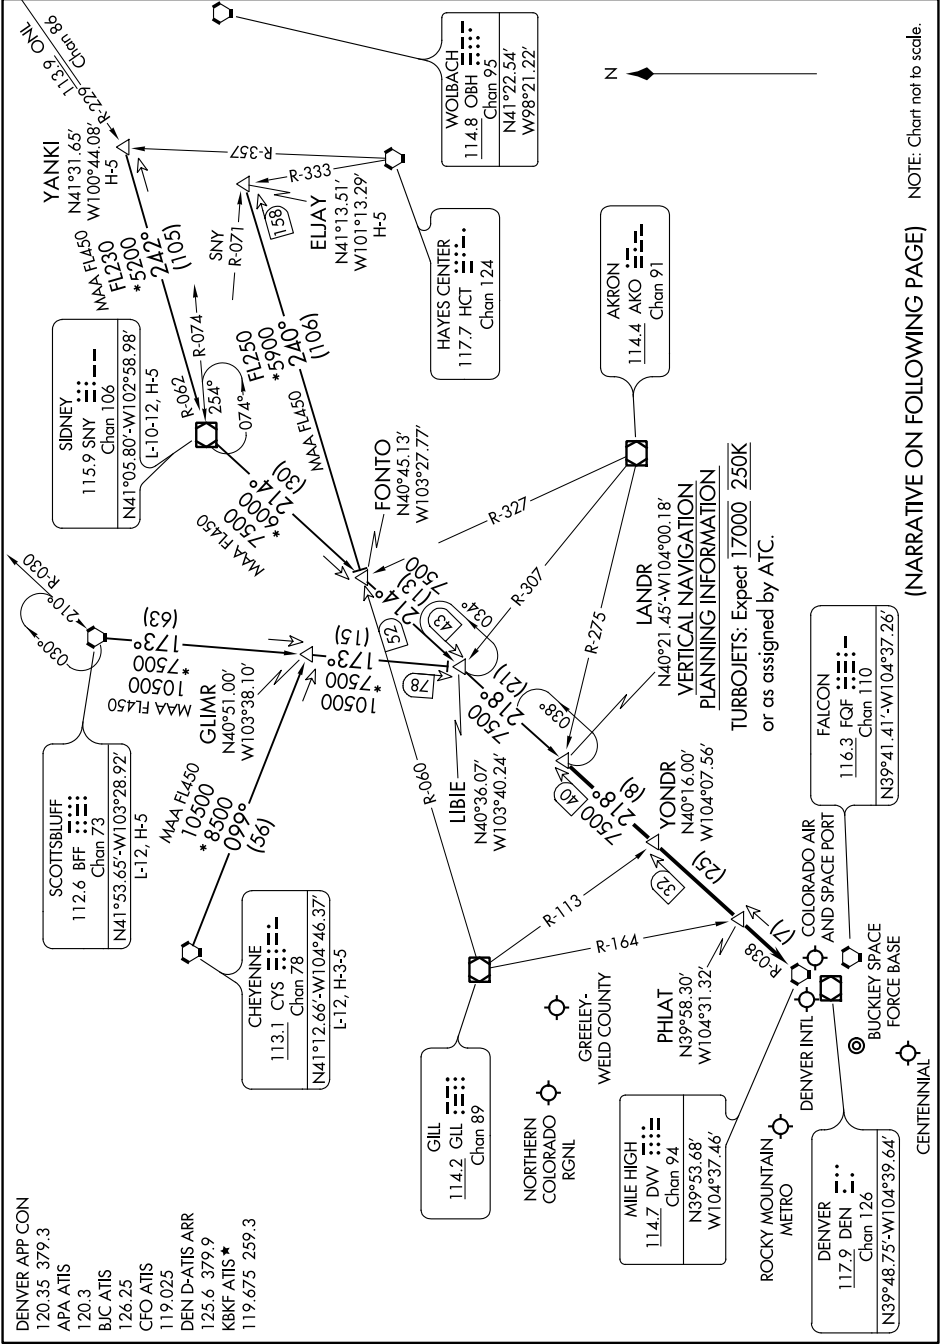 DENVER APP CON
120.35 379.3
APA ATIS
120.3
BJC ATIS
126.25
CFO ATIS
119.025
DEN D-ATIS ARR
125.6 379.9
KBKF ATIS★
119.675 259.3
SCOTTSBLUFF
112.6 BFF
Chan 73
N41°53.65'-W103°28.92'
L-12, H-5
030°
210°
R-030
MAA FL450
10500
*7500
173°
(63)
CHEYENNE
113.1 CYS
Chan 78
N41°12.66'-W104°46.37'
L-12, H-3-5
MAA FL450
10500
*8500
099°
(56)
GLIMR
N40°51.00'
W103°38.10'
10500
*7500
173°
(15)
78
SIDNEY
115.9 SNY
Chan 106
N41°05.80'-W102°58.98'
L-10-12, H-5
R-062
R-074
254°
074°
MAA FL450
7500
*6000
214°
(30)
MAA FL450
FL230
*5200
242°
(105)
YANKI
N41°31.65'
W100°44.08'
H-5
113.9 ONL
Chan 86
R-229
R-357
R-333
SNY
R-071
158
ELJAY
N41°13.51'
W101°13.29'
H-5
FL250
*5900
240°
(106)
MAA FL450
WOLBACH
114.8 OBH
Chan 95
N41°22.54'
W98°21.22'
HAYES CENTER
117.7 HCT
Chan 124
N
FONTO
N40°45.13'
W103°27.77'
7500
(13)
214°
43
034°
52
R-060
LIBIE
N40°36.07'
W103°40.24'
7500
218°
(21)
038°
AKRON
114.4 AKO
Chan 91
R-327
R-307
R-275
LANDR
N40°21.45'-W104°00.18'
VERTICAL NAVIGATION
PLANNING INFORMATION
TURBOJETS: Expect 17000 250K
or as assigned by ATC.
40
7500
218°
(8)
YONDR
N40°16.00'
W104°07.56'
32
(25)
GILL
114.2 GLL
Chan 89
R-113
R-164
PHLAT
N39°58.30'
W104°31.32'
(7)
R-038
GREELEY-
WELD COUNTY
NORTHERN
COLORADO
RGNL
MILE HIGH
114.7 DVV
Chan 94
N39°53.68'
W104°37.46'
FALCON
116.3 FQF
Chan 110
N39°41.41'-W104°37.26'
COLORADO AIR
AND SPACE PORT
DENVER INTL
BUCKLEY SPACE
FORCE BASE
ROCKY MOUNTAIN
METRO
DENVER
117.9 DEN
Chan 126
N39°48.75'-W104°39.64'
CENTENNIAL
(NARRATIVE ON FOLLOWING PAGE)
NOTE: Chart not to scale.